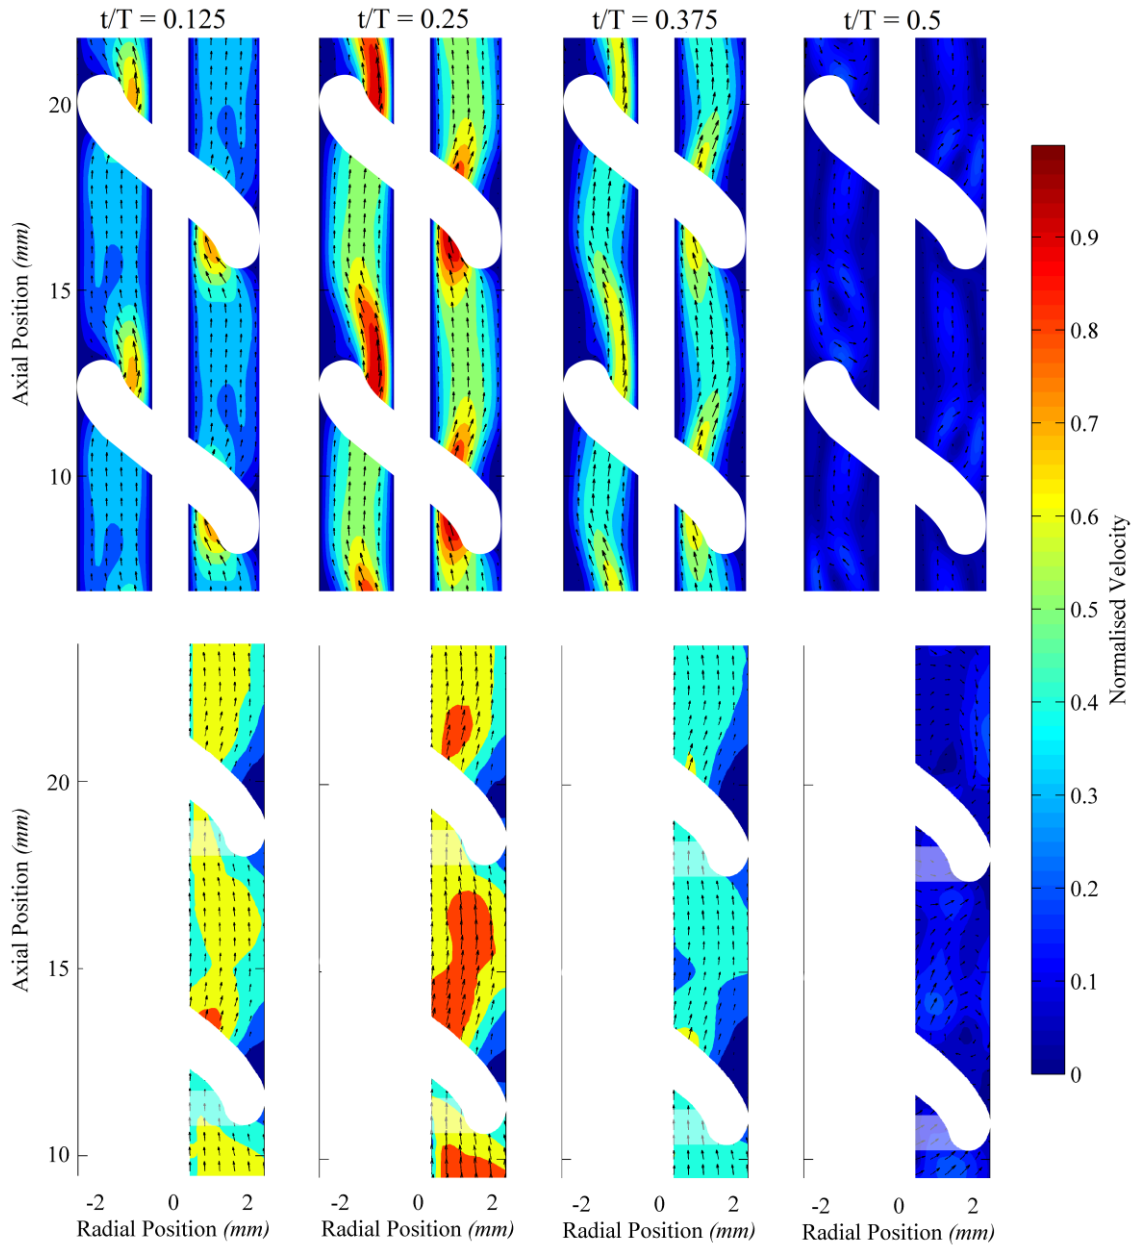 t/T = 0.125 t/T = 0.25 t/T = 0.375 t/T = 0.5
20
15
10
Axial Position (mm)
0.9
0.8
0.7
0.6
0.5
0.4
0.3
0.2
0.1
0
Normalised Velocity
20
15
10
Axial Position (mm)
-2 0 2 -2 0 2 -2 0 2 -2 0 2
Radial Position (mm) Radial Position (mm) Radial Position (mm) Radial Position (mm)